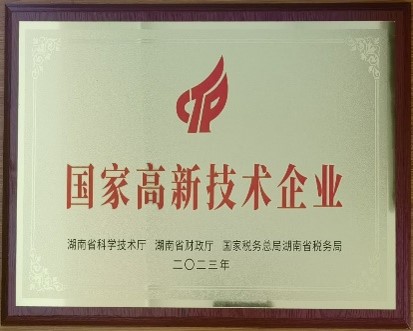 CTP
国家高新技术企业
湖南省科学技术厅 湖南省财政厅 国家税务总局湖南省税务局
二〇二三年